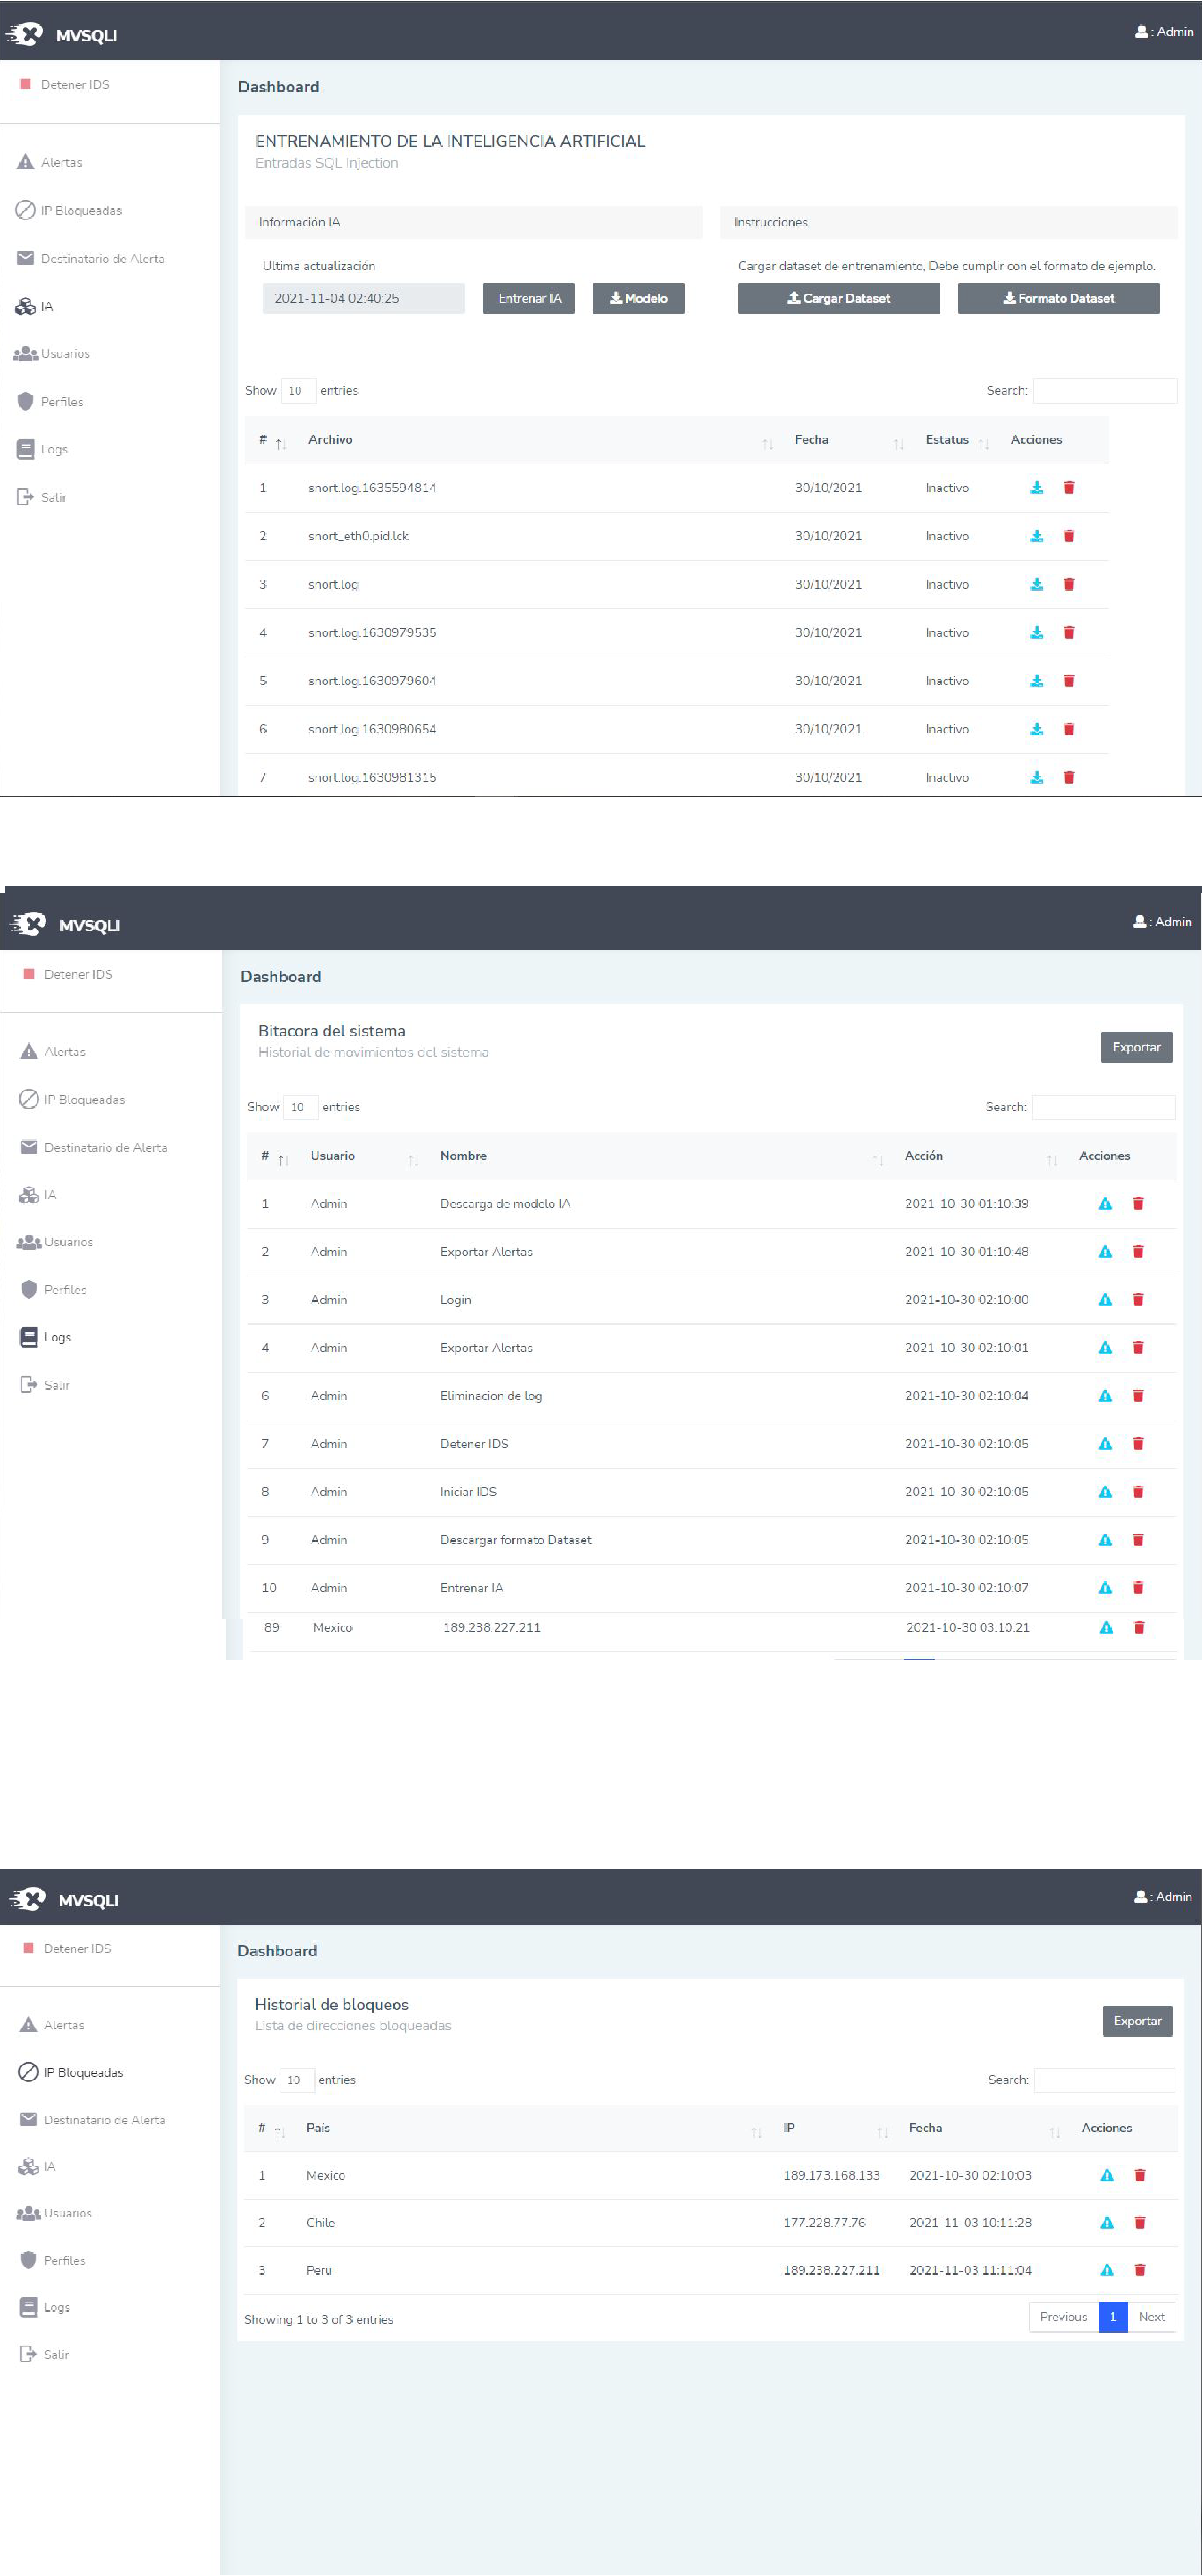 MVSQLI
: Admin
Detener IDS
Alertas
IP Bloqueadas
Destinatario de Alerta
IA
Usuarios
Perfiles
Logs
Salir
Dashboard
ENTRENAMIENTO DE LA INTELIGENCIA ARTIFICIAL
Entradas SQL Injection
Información IA
Ultima actualización
2021-11-04 02:40:25
Entrenar IA
Modelo
Instrucciones
Cargar dataset de entrenamiento, Debe cumplir con el formato de ejemplo.
Cargar Dataset
Formato Dataset
Show 10 entries
Search:
# Archivo Fecha Estatus Acciones
1 snort.log.1635594814 30/10/2021 Inactivo
2 snort_eth0.pid.lck 30/10/2021 Inactivo
3 snort.log 30/10/2021 Inactivo
4 snort.log.1630979535 30/10/2021 Inactivo
5 snort.log.1630979604 30/10/2021 Inactivo
6 snort.log.1630980654 30/10/2021 Inactivo
7 snort.log.1630981315 30/10/2021 Inactivo
MVSQLI
: Admin
Detener IDS
Alertas
IP Bloqueadas
Destinatario de Alerta
IA
Usuarios
Perfiles
Logs
Salir
Dashboard
Bitacora del sistema
Historial de movimientos del sistema
Exportar
Show 10 entries
Search:
# Usuario Nombre Acción Acciones
1 Admin Descarga de modelo IA 2021-10-30 01:10:39
2 Admin Exportar Alertas 2021-10-30 01:10:48
3 Admin Login 2021-10-30 02:10:00
4 Admin Exportar Alertas 2021-10-30 02:10:01
6 Admin Eliminacion de log 2021-10-30 02:10:04
7 Admin Detener IDS 2021-10-30 02:10:05
8 Admin Iniciar IDS 2021-10-30 02:10:05
9 Admin Descargar formato Dataset 2021-10-30 02:10:05
10 Admin Entrenar IA 2021-10-30 02:10:07
89 Mexico 189.238.227.211 2021-10-30 03:10:21
MVSQLI
: Admin
Detener IDS
Alertas
IP Bloqueadas
Destinatario de Alerta
IA
Usuarios
Perfiles
Logs
Salir
Dashboard
Historial de bloqueos
Lista de direcciones bloqueadas
Exportar
Show 10 entries
Search:
# País IP Fecha Acciones
1 Mexico 189.173.168.133 2021-10-30 02:10:03
2 Chile 177.228.77.76 2021-11-03 10:11:28
3 Peru 189.238.227.211 2021-11-03 11:11:04
Showing 1 to 3 of 3 entries
Previous 1 Next